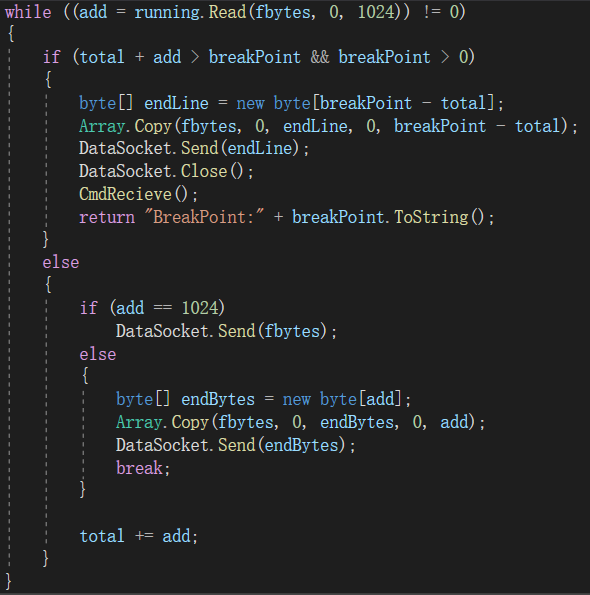 while ((add = running.Read(fbytes, 0, 1024)) != 0)
{
if (total + add > breakPoint && breakPoint > 0)
{
byte[] endLine = new byte[breakPoint - total];
Array.Copy(fbytes, 0, endLine, 0, breakPoint - total);
DataSocket.Send(endLine);
DataSocket.Close();
CmdRecieve();
return "BreakPoint:" + breakPoint.ToString();
}
else
{
if (add == 1024)
DataSocket.Send(fbytes);
else
{
byte[] endBytes = new byte[add];
Array.Copy(fbytes, 0, endBytes, 0, add);
DataSocket.Send(endBytes);
break;
}
total += add;
}
}